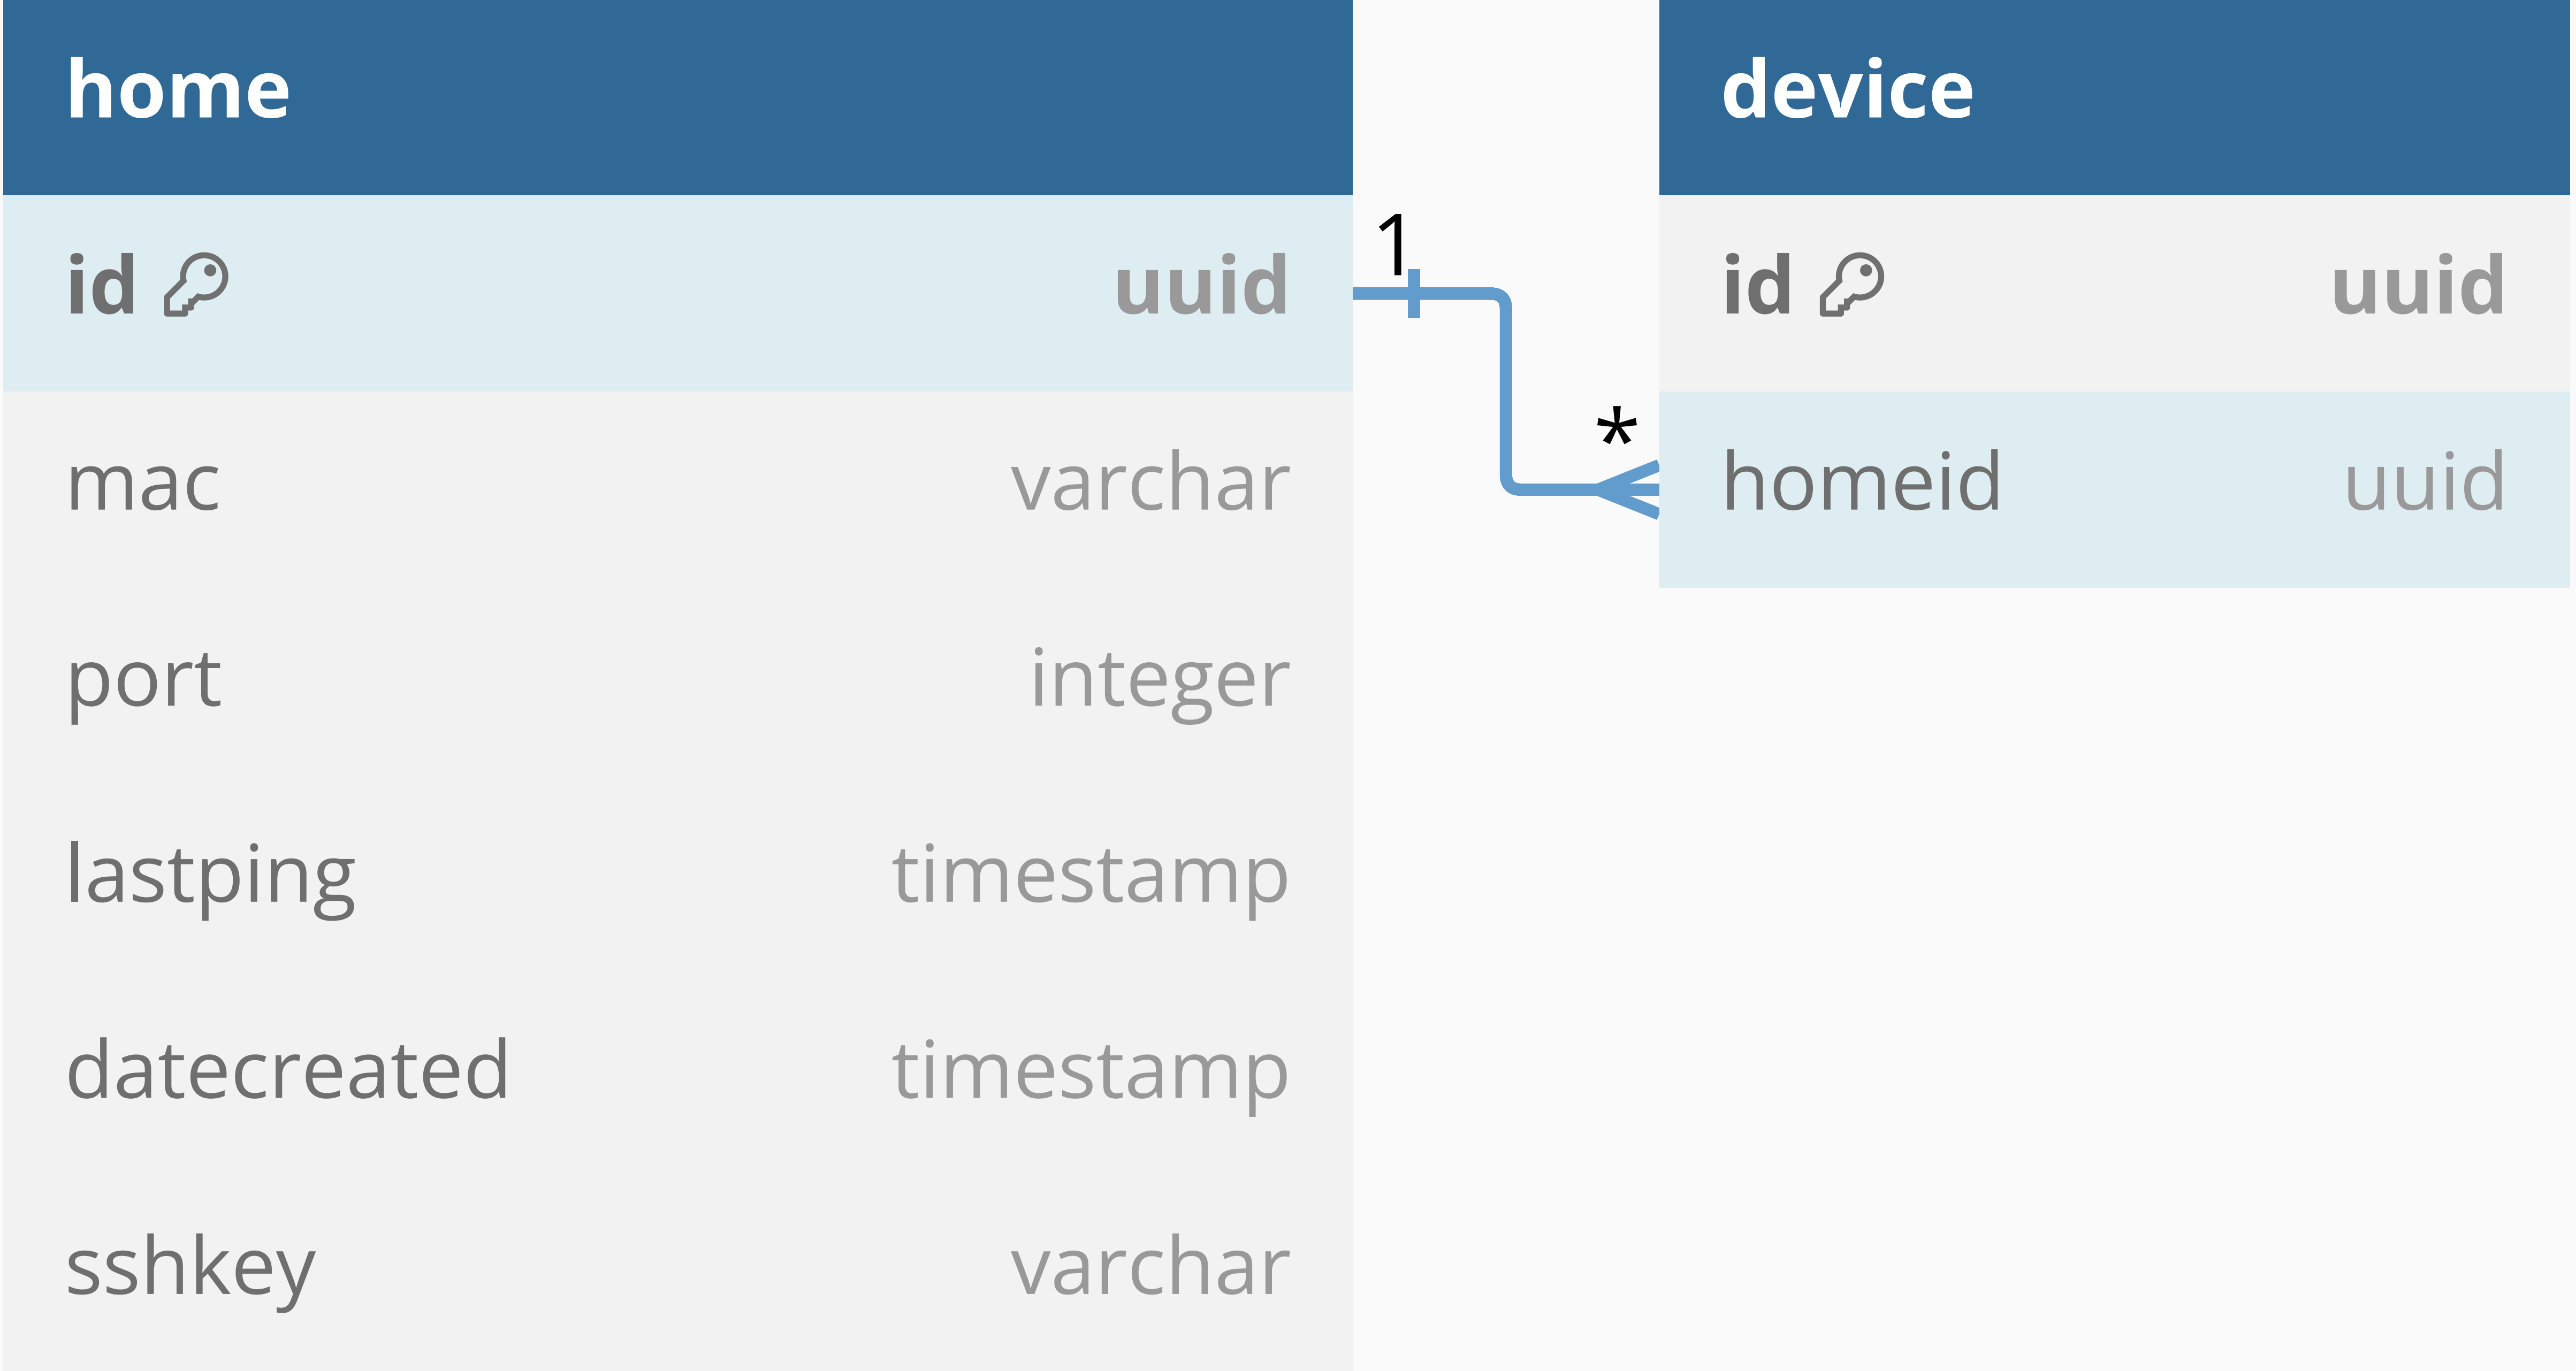 home
id uuid
mac varchar
port integer
lastping timestamp
datecreated timestamp
sshkey varchar
1
*
device
id uuid
homeid uuid